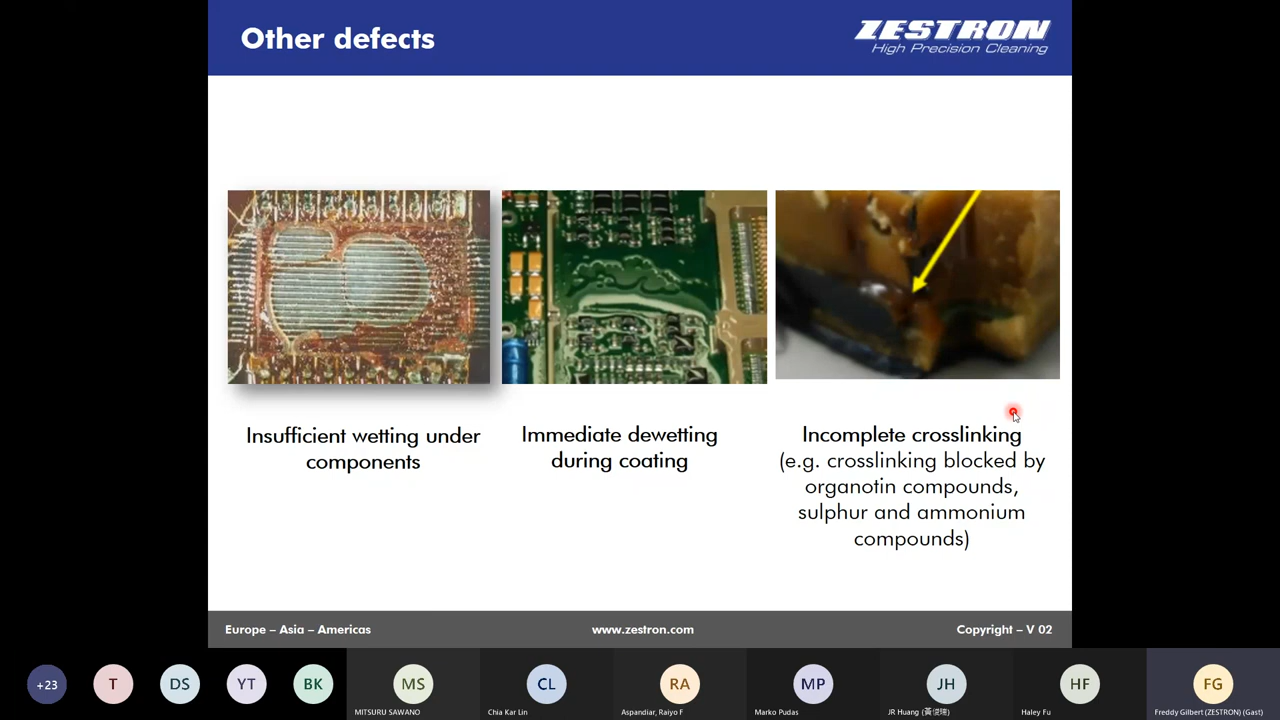 Other defects
ZESTRON
High Precision Cleaning
Insufficient wetting under
components
Immediate dewetting
during coating
Incomplete crosslinking
(e.g. crosslinking blocked by
organotin compounds,
sulphur and ammonium
compounds)
Europe – Asia – Americas
www.zestron.com
Copyright – V 02
+23
T
DS
YT
BK
MS
MITSURU SAWANO
CL
Chia Kar Lin
RA
Aspandiar, Raiyo F
MP
Marko Pudas
JH
JR Huang (黃俊陽)
HF
Haley Fu
FG
Freddy Gilbert (ZESTRON) (Gast)